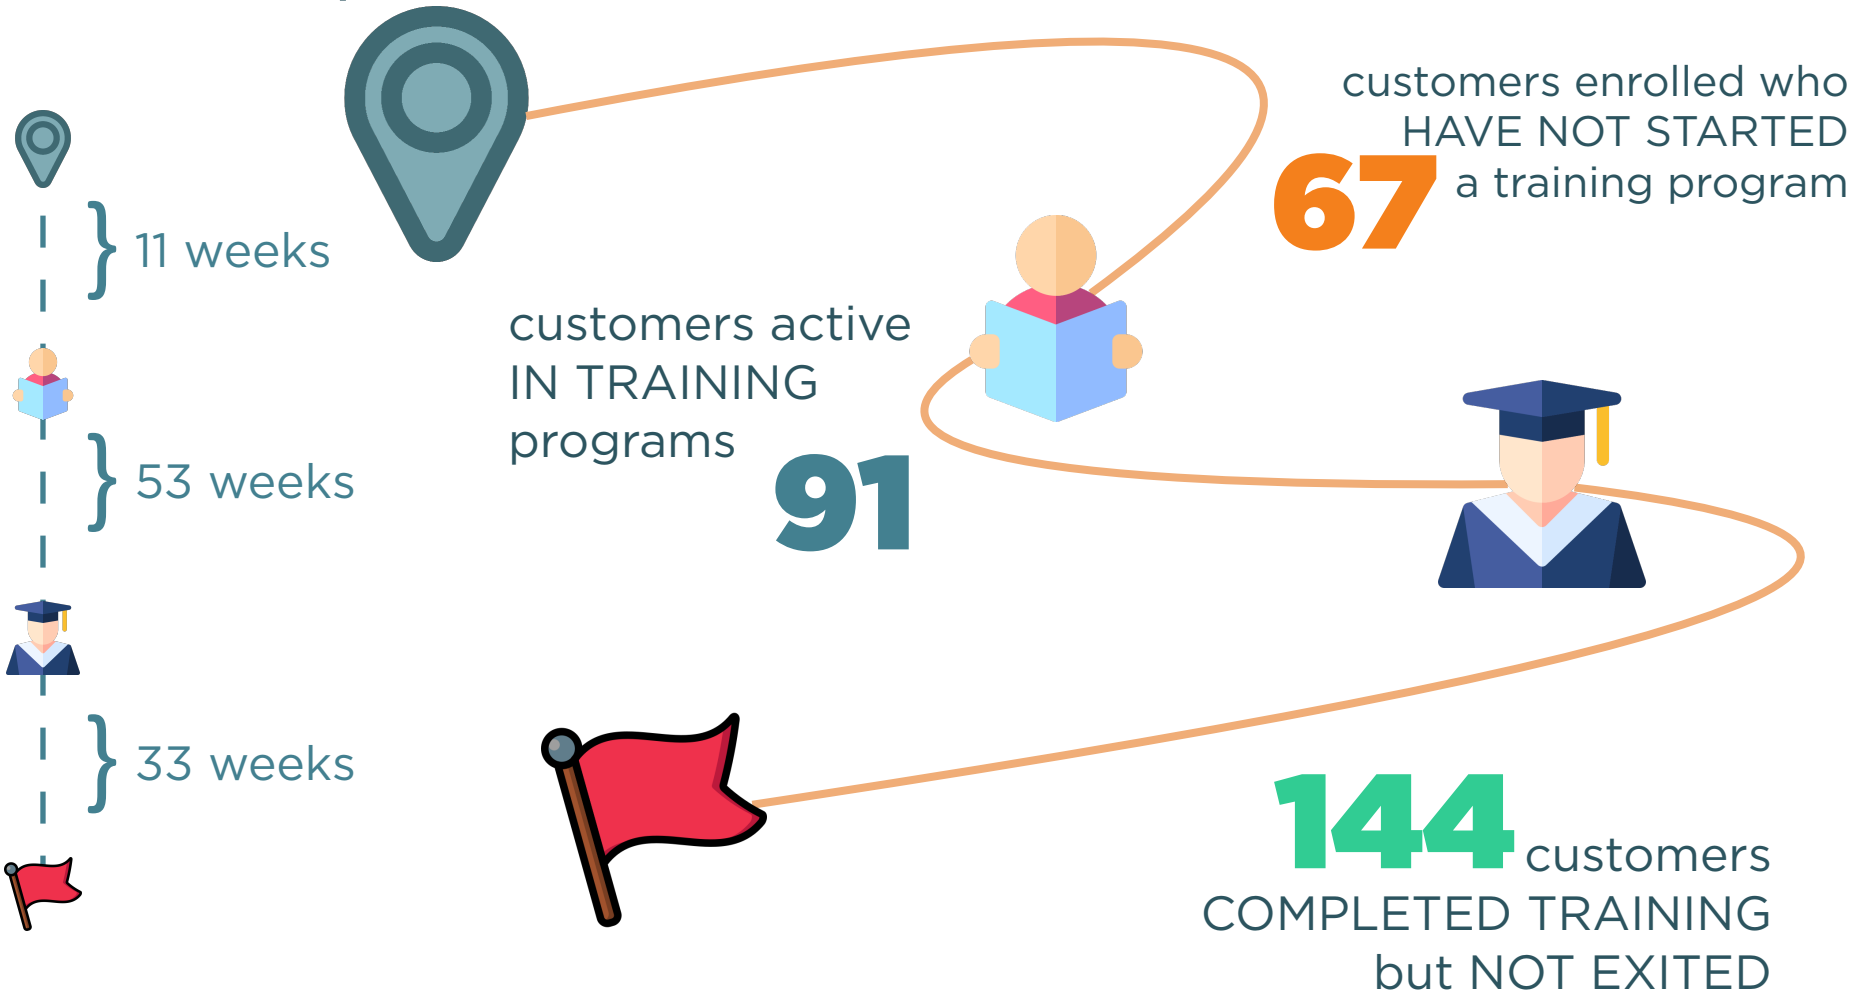 customers enrolled who
HAVE NOT STARTED
67 a training program
11 weeks
customers active
IN TRAINING
programs
91
53 weeks
33 weeks
144 customers
COMPLETED TRAINING
but NOT EXITED